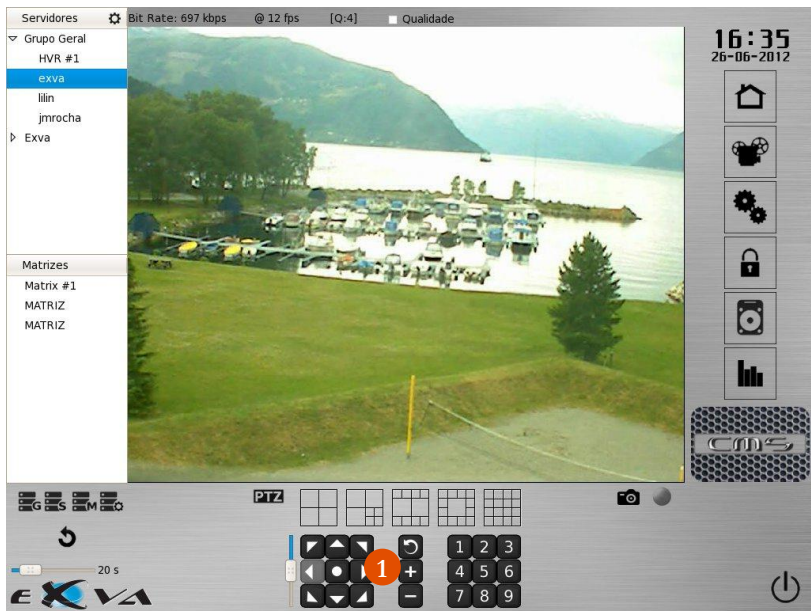 Servidores
Bit Rate: 697 kbps @ 12 fps [Q:4] Qualidade
Grupo Geral
HVR #1
exva
lilin
jmrocha
Exva
16:35
26-06-2012
Matrizes
Matrix #1
MATRIZ
MATRIZ
CMS
G S M
PTZ
20 s
EXVA
1
1 2 3
4 5 6
7 8 9